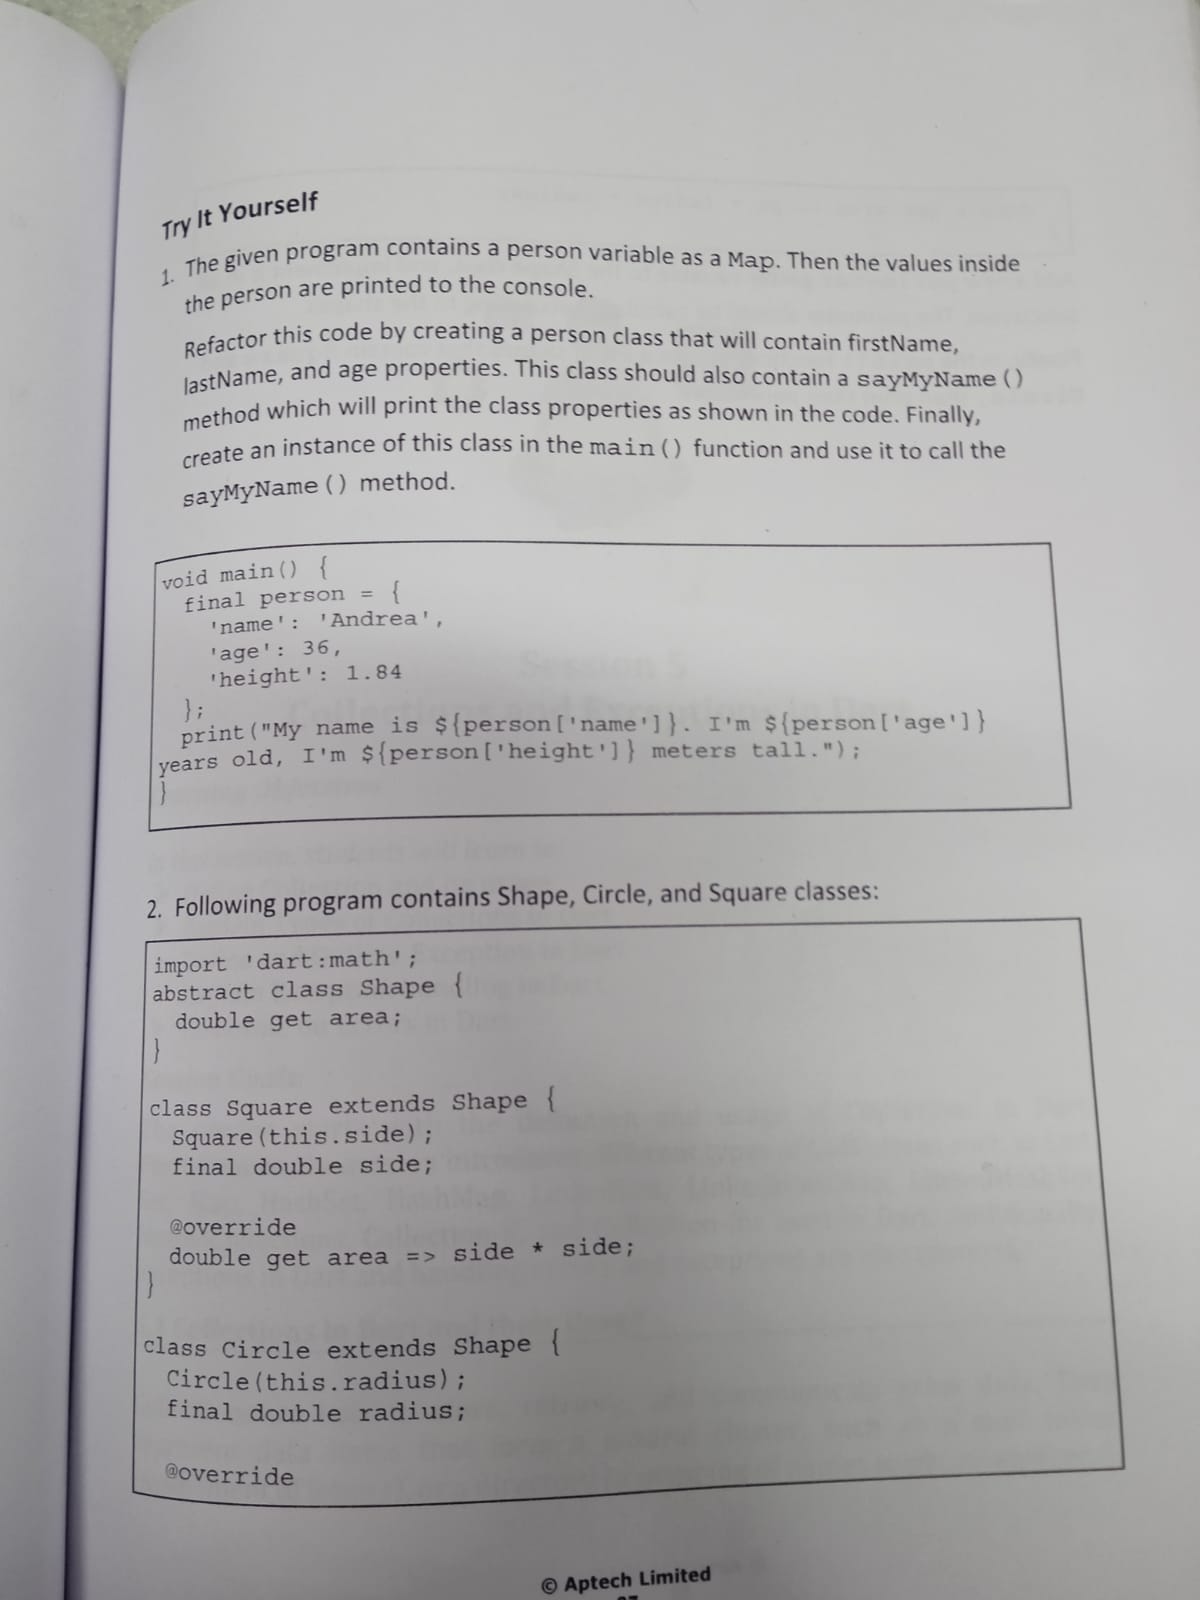 Try It Yourself
1. The given program contains a person variable as a Map. Then the values inside
the person are printed to the console.
Refactor this code by creating a person class that will contain firstName,
lastName, and age properties. This class should also contain a sayMyName()
method which will print the class properties as shown in the code. Finally,
create an instance of this class in the main() function and use it to call the
sayMyName() method.
void main() {
final person = {
'name': 'Andrea',
'age': 36,
'height': 1.84
};
print("My name is ${person['name']}. I'm ${person['age']}
years old, I'm ${person['height']} meters tall.");
}
2. Following program contains Shape, Circle, and Square classes:
import 'dart:math';
abstract class Shape {
double get area;
}
class Square extends Shape {
Square(this.side);
final double side;
@override
double get area => side * side;
}
class Circle extends Shape {
Circle(this.radius);
final double radius;
@override
© Aptech Limited